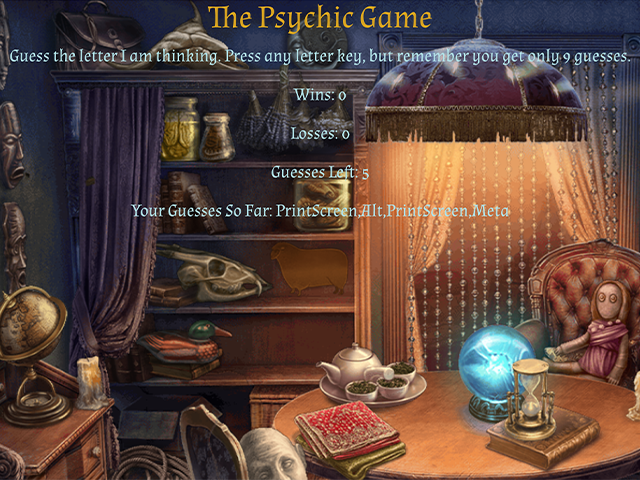 The Psychic Game
Guess the letter I am thinking. Press any letter key, but remember you get only 9 guesses.
Wins: 0
Losses: 0
Guesses Left: 5
Your Guesses So Far: PrintScreen,Alt,PrintScreen,Meta